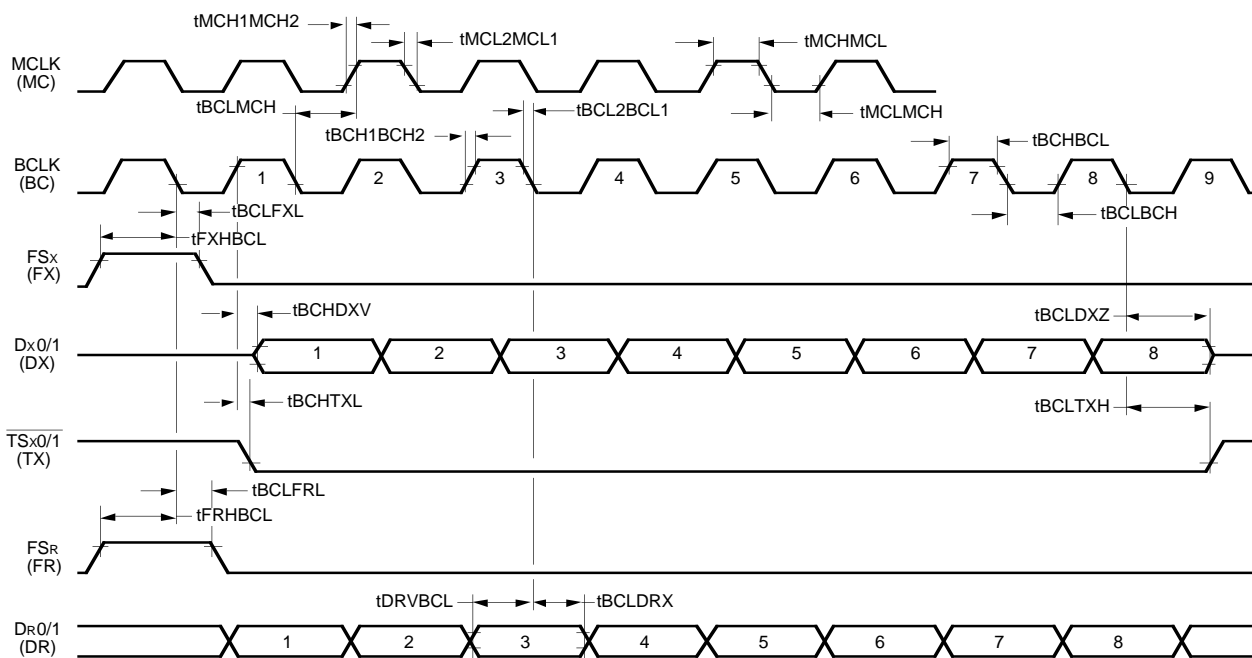 tMCH1MCH2
tMCL2MCL1
tMCHMCL
MCLK
(MC)
tBCLMCH
tBCL2BCL1
tMCLMCH
tBCH1BCH2
tBCHBCL
BCLK
(BC)
1 2 3 4 5 6 7 8 9
tBCLFXL
tBCLBCH
tFXHBCL
FSX
(FX)
tBCHDXV
tBCLDXZ
DX0/1
(DX)
1 2 3 4 5 6 7 8
tBCHTXL
tBCLTXH
TSX0/1
(TX)
tBCLFRL
tFRHBCL
FSR
(FR)
tDRVBCL
tBCLDRX
DR0/1
(DR)
1 2 3 4 5 6 7 8